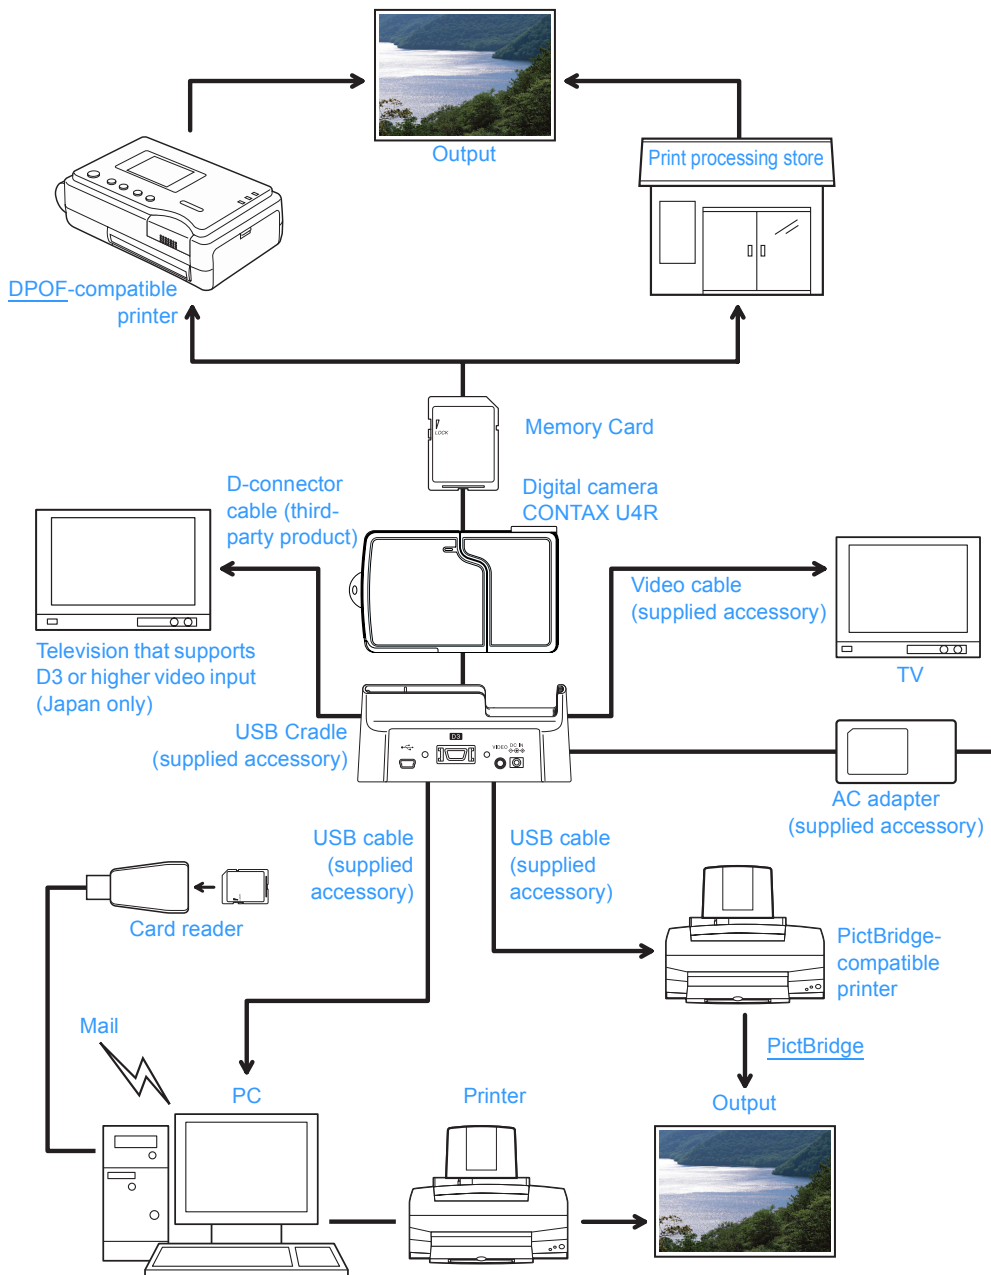 Output
Print processing store
DPOF-compatible
printer
LOCK
Memory Card
D-connector
cable (third-
party product)
Digital camera
CONTAX U4R
Video cable
(supplied accessory)
Television that supports
D3 or higher video input
(Japan only)
TV
USB Cradle
(supplied accessory)
D3
VIDEO
DC IN
AC adapter
(supplied accessory)
USB cable
(supplied
accessory)
USB cable
(supplied
accessory)
Card reader
PictBridge-
compatible
printer
Mail
PictBridge
PC
Printer
Output